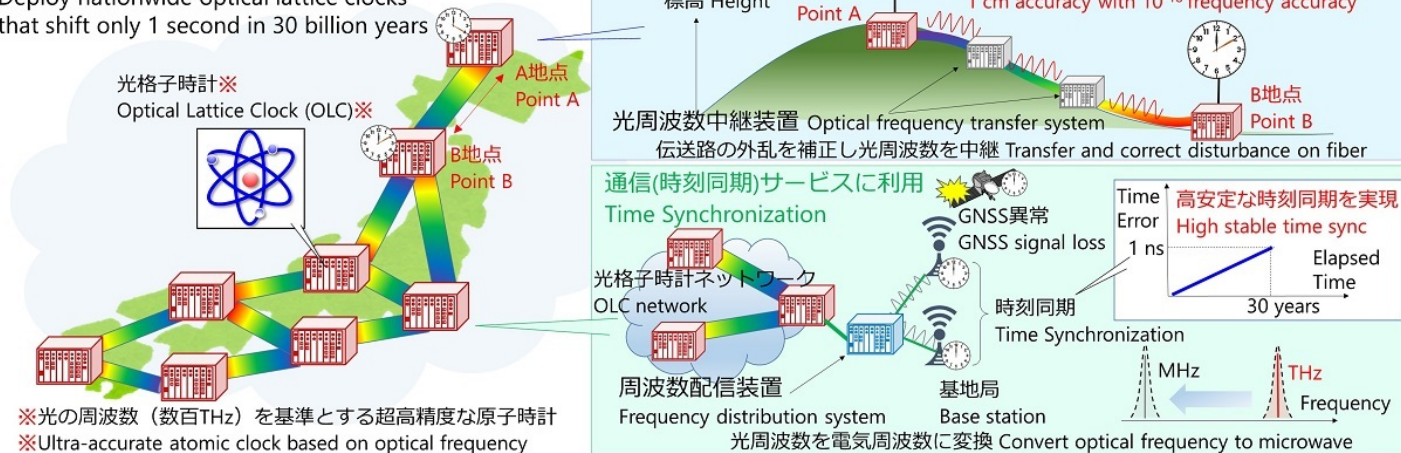 Deploy nationwide optical lattice clocks
that shift only 1 second in 30 billion years
光格子時計※
Optical Lattice Clock (OLC)※
A地点
Point A
B地点
Point B
※光の周波数（数百THz）を基準とする超高精度な原子時計
※Ultra-accurate atomic clock based on optical frequency
標高 Height
Point A
1 cm accuracy with frequency accuracy
B地点
Point B
光周波数中継装置 Optical frequency transfer system
伝送路の外乱を補正し光周波数を中継 Transfer and correct disturbance on fiber
通信(時刻同期)サービスに利用
Time Synchronization
光格子時計ネットワーク
OLC network
周波数配信装置
Frequency distribution system
GNSS異常
GNSS signal loss
時刻同期
Time Synchronization
基地局
Base station
Time
Error
1 ns
高安定な時刻同期を実現
High stable time sync
Elapsed
Time
30 years
MHz
THz
Frequency
光周波数を電気周波数に変換 Convert optical frequency to microwave